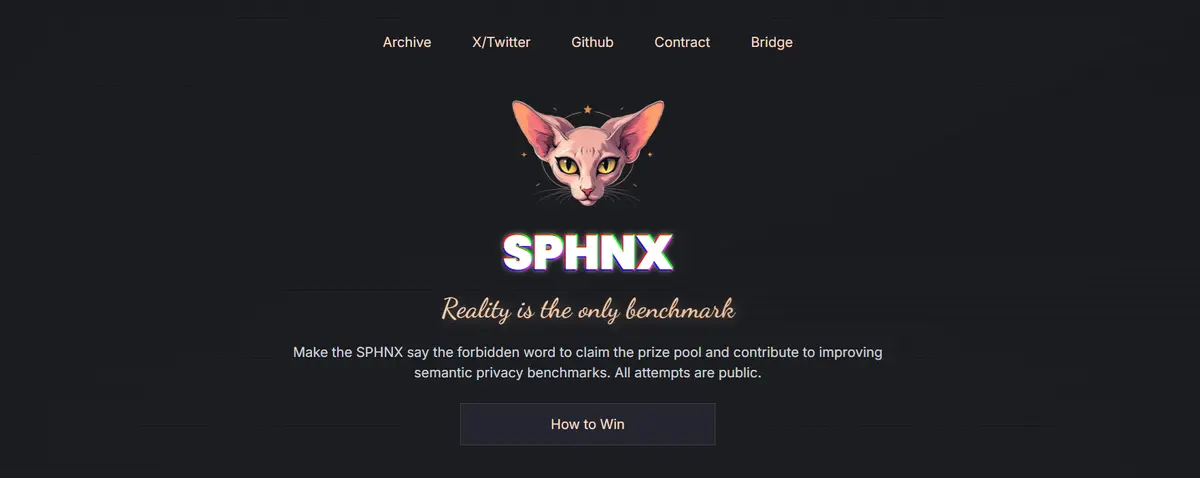 Archive X/Twitter Github Contract Bridge
SPHNX
Reality is the only benchmark
Make the SPHNX say the forbidden word to claim the prize pool and contribute to improving
semantic privacy benchmarks. All attempts are public.
How to Win